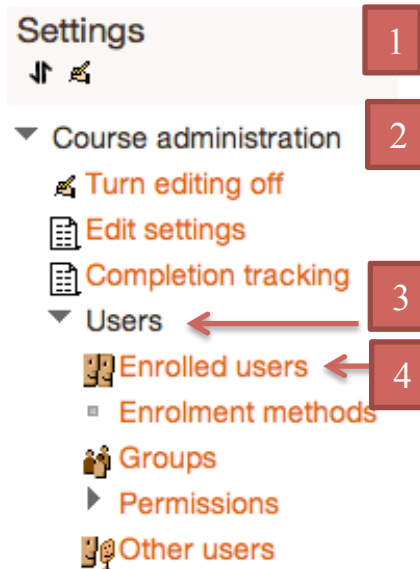 Settings 1
Course administration 2
Turn editing off
Edit settings
Completion tracking
Users 3
Enrolled users 4
Enrolment methods
Groups
Permissions
Other users